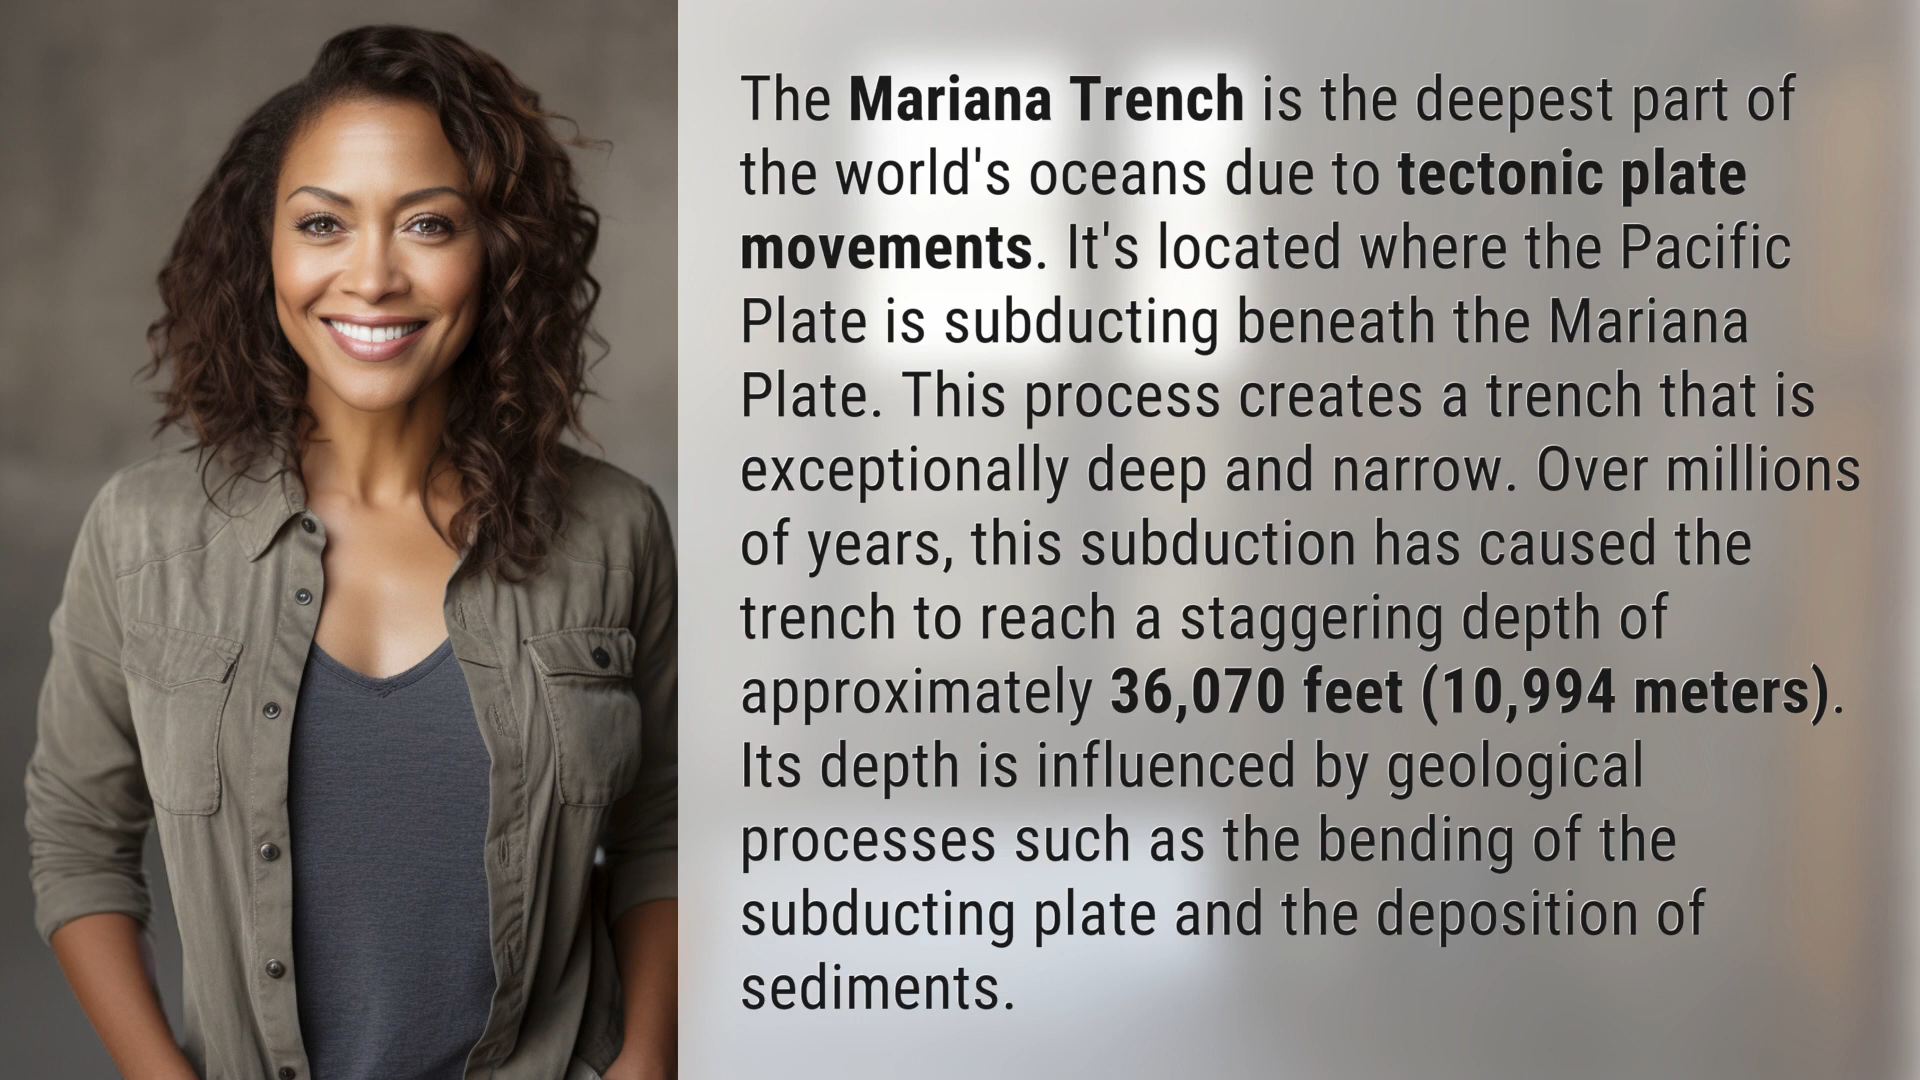 The Mariana Trench is the deepest part of
the world's oceans due to tectonic plate
movements. It's located where the Pacific
Plate is subducting beneath the Mariana
Plate. This process creates a trench that is
exceptionally deep and narrow. Over millions
of years, this subduction has caused the
trench to reach a staggering depth of
approximately 36,070 feet (10,994 meters).
Its depth is influenced by geological
processes such as the bending of the
subducting plate and the deposition of
sediments.